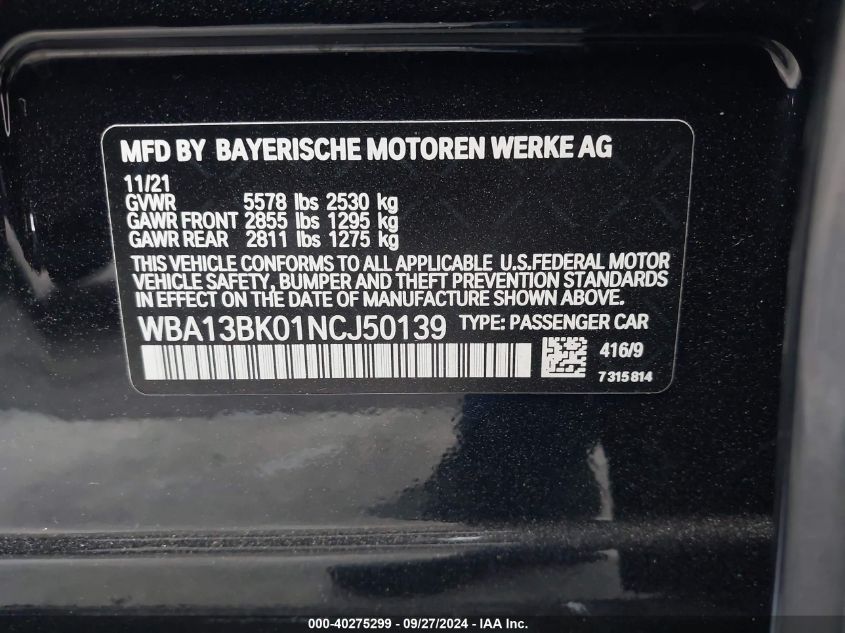 MFD BY BAYERISCHE MOTOREN WERKE AG
11/21
GVWR 5578 lbs 2530 kg
GAWR FRONT 2855 lbs 1295 kg
GAWR REAR 2811 lbs 1275 kg
THIS VEHICLE CONFORMS TO ALL APPLICABLE U.S.FEDERAL MOTOR
VEHICLE SAFETY, BUMPER AND THEFT PREVENTION STANDARDS
IN EFFECT ON THE DATE OF MANUFACTURE SHOWN ABOVE.
WBA13BK01NCJ50139 TYPE: PASSENGER CAR
416/9
7315814
000-40275299 - 09/27/2024 - IAA Inc.